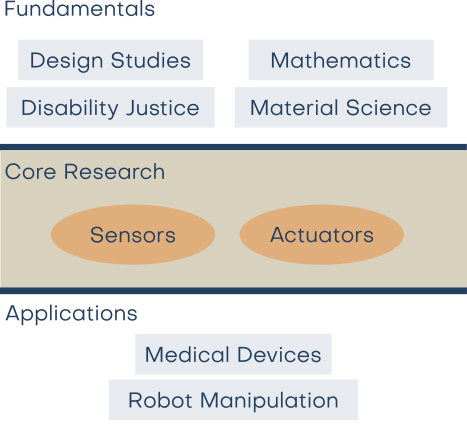 Fundamentals
Design Studies
Mathematics
Disability Justice
Material Science
Core Research
Sensors
Actuators
Applications
Medical Devices
Robot Manipulation